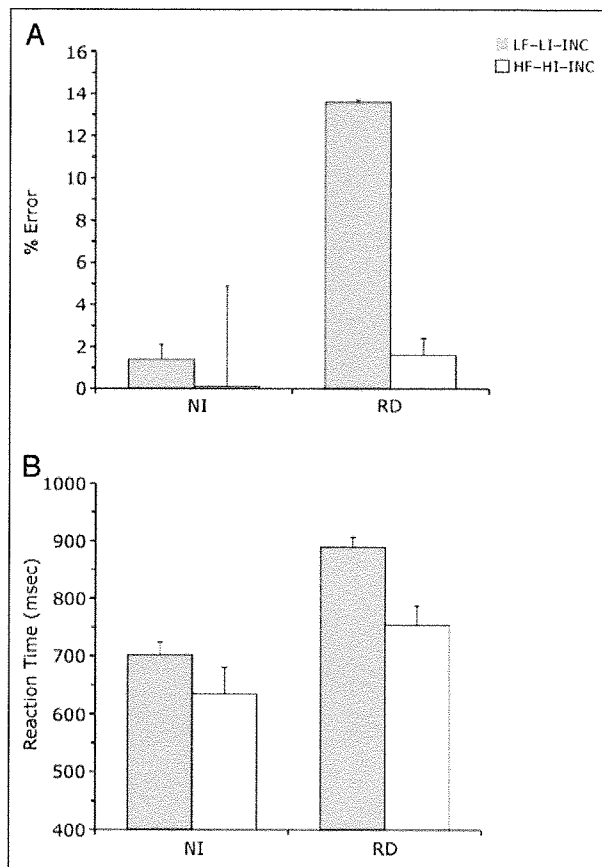 A
LF–LI–INC
HF–HI–INC
16
14
12
10
8
6
4
2
0
% Error
NI
RD
B
1000
900
800
700
600
500
400
Reaction Time (msec)
NI
RD